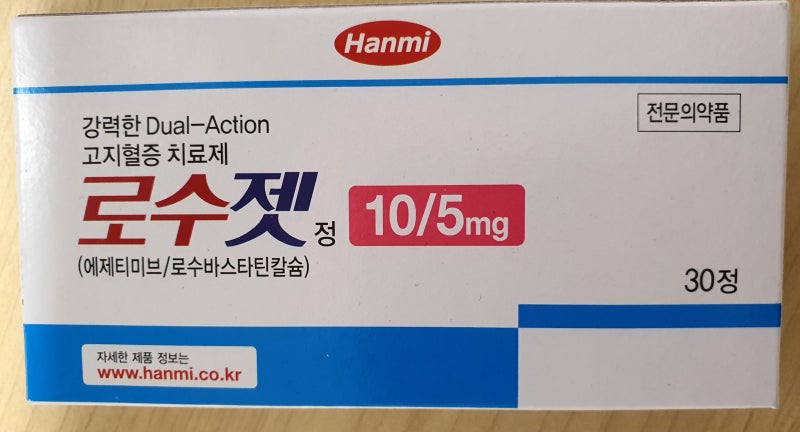 Hanmi
전문의약품
강력한 Dual-Action
고지혈증 치료제
로수젯정 10/5mg
(에제티미브/로수바스타틴칼슘)
30정
자세한 제품 정보는
www.hanmi.co.kr